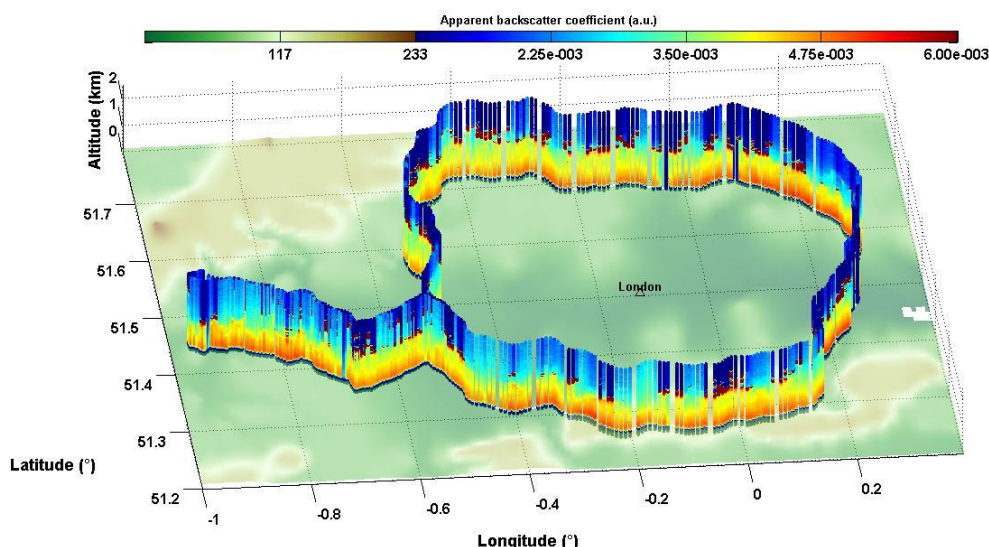 Apparent backscatter coefficient (a.u.)
117 233 2.25e-003 3.50e-003 4.75e-003 6.00e-003
Altitude (km)
2
1
0
51.7
51.6
51.5
51.4
51.3
51.2
London
Latitude (°)
-1 -0.8 -0.6 -0.4 -0.2 0 0.2
Longitude (°)